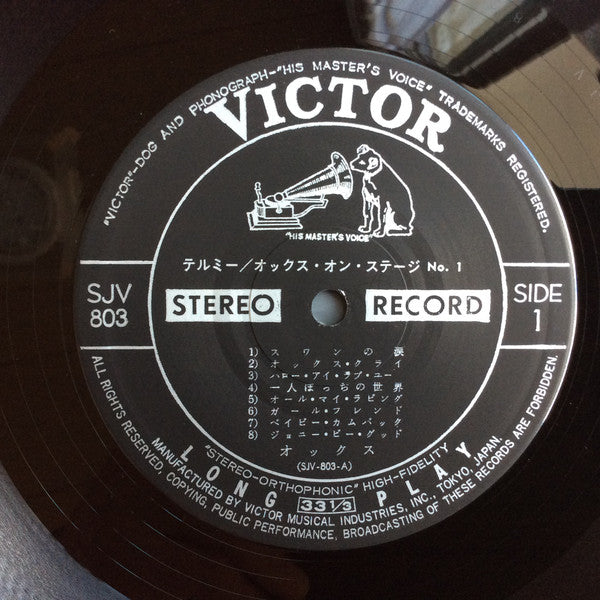 "VICTOR"-DOG AND PHONOGRAPH-"HIS MASTER'S VOICE" TRADEMARKS REGISTERED.
VICTOR
"HIS MASTER'S VOICE"
テルミー/オックス・オン・ステージ No. 1
SJV
803
STEREO RECORD
SIDE
1
1) スワンの涙
2) オックス・クライ
3) ハロー・アイ・ラブ・ユー
4) 一人ぼっちの世界
5) オール・マイ・ラビング
6) ガール・フレンド
7) ベイビー・カムバック
8) ジョニー・ビー・グッド
オックス
(SJV-803-A)
"STEREO-ORTHOPHONIC" HIGH-FIDELITY
LONG 33 1/3 PLAY
MANUFACTURED BY VICTOR MUSICAL INDUSTRIES, INC., TOKYO, JAPAN.
ALL RIGHTS RESERVED, COPYING, PUBLIC PERFORMANCE, BROADCASTING OF THESE RECORDS ARE FORBIDDEN.